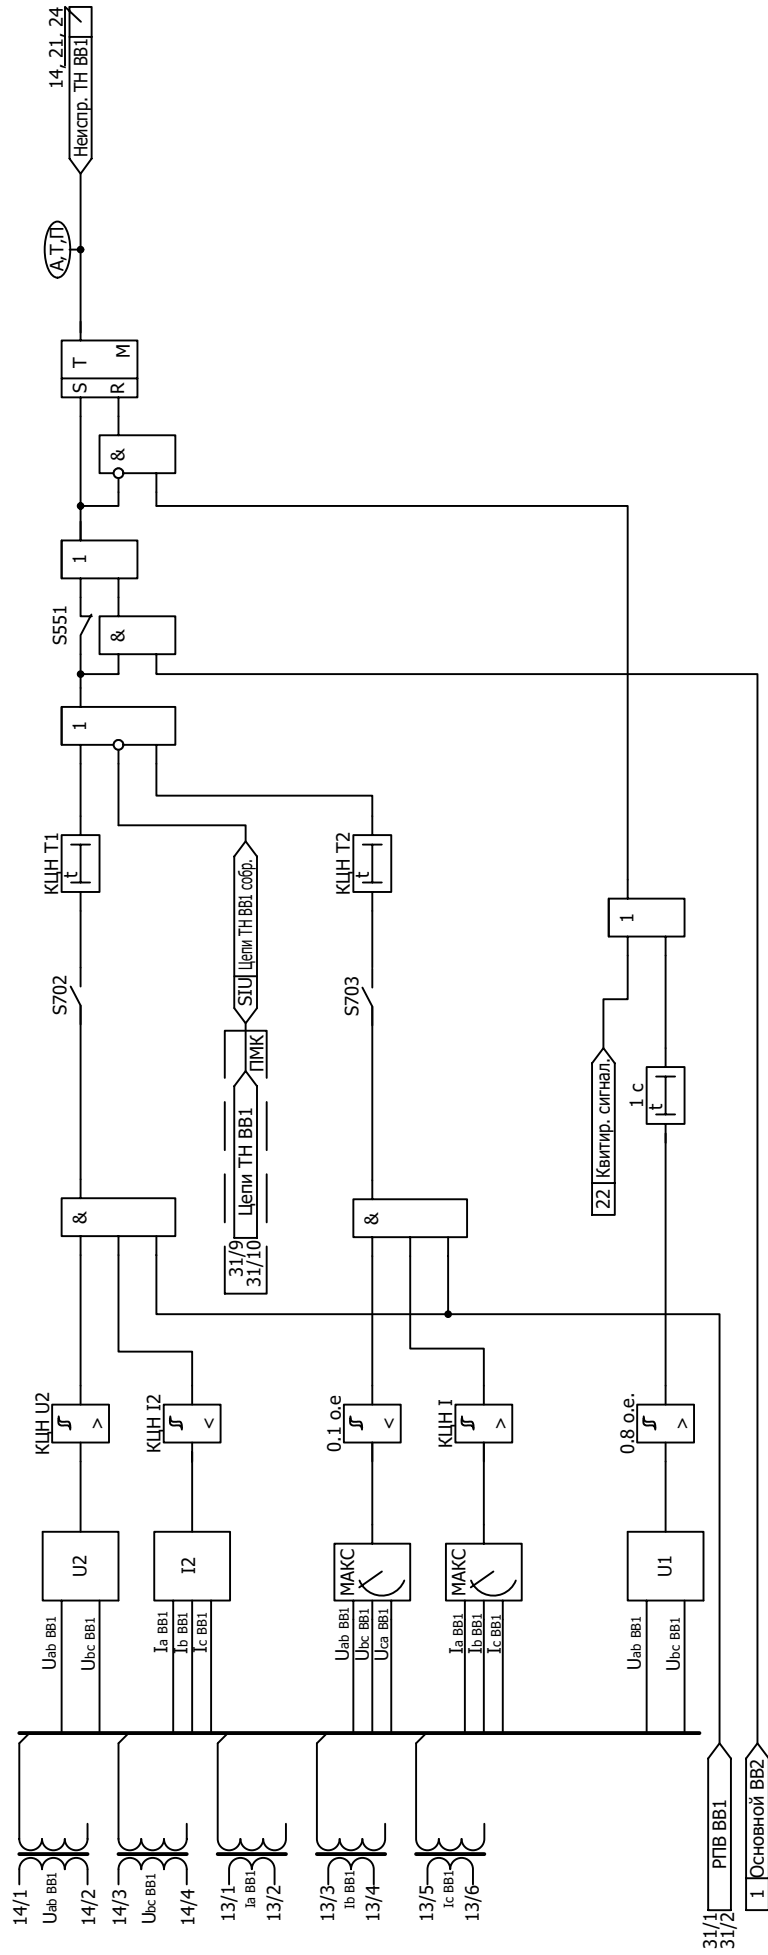 14, 21, 24
Неиспр. ТН ВВ1
А,Т,П
S
T
R
M
&
1
S551
&
1
КЦН Т1
t
КЦН Т2
t
SIU
Цепи ТН ВВ1 собр.
S702
S703
ПМК
Цепи ТН ВВ1
31/9
31/10
1
22
Квитир. сигнал.
1 с
t
&
&
КЦН U2
>
КЦН I2
<
0.1 о.е
<
КЦН I
>
0.8 о.е.
>
U2
I2
МАКС
МАКС
U1
Uab ВВ1
Ubc ВВ1
Ia ВВ1
Ib ВВ1
Ic ВВ1
Uab ВВ1
Ubc ВВ1
Uca ВВ1
Ia ВВ1
Ib ВВ1
Ic ВВ1
Uab ВВ1
Ubc ВВ1
14/1
Uab ВВ1
14/2
14/3
Ubc ВВ1
14/4
13/1
Ia ВВ1
13/2
13/3
Ib ВВ1
13/4
13/5
Ic ВВ1
13/6
31/1
31/2
РПВ ВВ1
1
Основной ВВ2